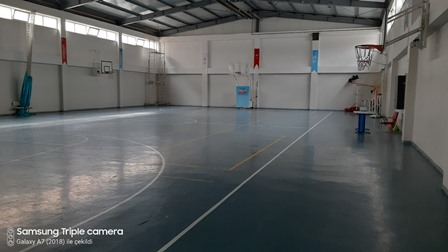 Samsung Triple camera
Galaxy A7 (2018) ile çekildi